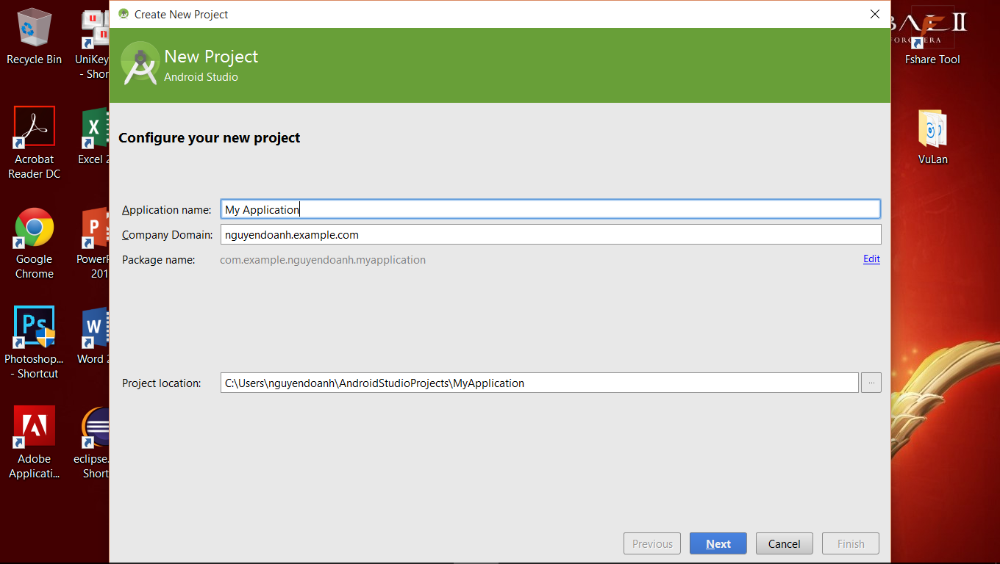 Create New Project
New Project
Android Studio
Configure your new project
Application name:
My Application
Company Domain:
nguyendoanh.example.com
Package name:
com.example.nguyendoanh.myapplication
Edit
Project location:
C:\Users\nguyendoanh\AndroidStudioProjects\MyApplication
...
Previous
Next
Cancel
Finish
Recycle Bin
UniKey
- Shor
Acrobat
Reader DC
Excel 2
Google
Chrome
PowerP
201
Ps
Photoshop...
- Shortcut
Word 2
Adobe
Applicati...
eclipse.
Short
II
ERA
Fshare Tool
VuLan